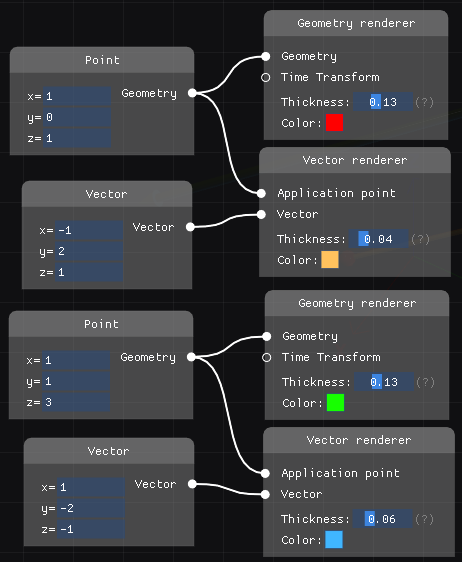 Geometry renderer
Geometry
Time Transform
Thickness: 0.13 (?)
Color:
Point
Geometry
x= 1
y= 0
z= 1
Vector renderer
Application point
Vector
Thickness: 0.04 (?)
Color:
Vector
Vector
x= -1
y= 2
z= 1
Geometry renderer
Geometry
Time Transform
Thickness: 0.13 (?)
Color:
Point
Geometry
x= 1
y= 1
z= 3
Vector renderer
Application point
Vector
Thickness: 0.06 (?)
Color:
Vector
Vector
x= 1
y= -2
z= -1